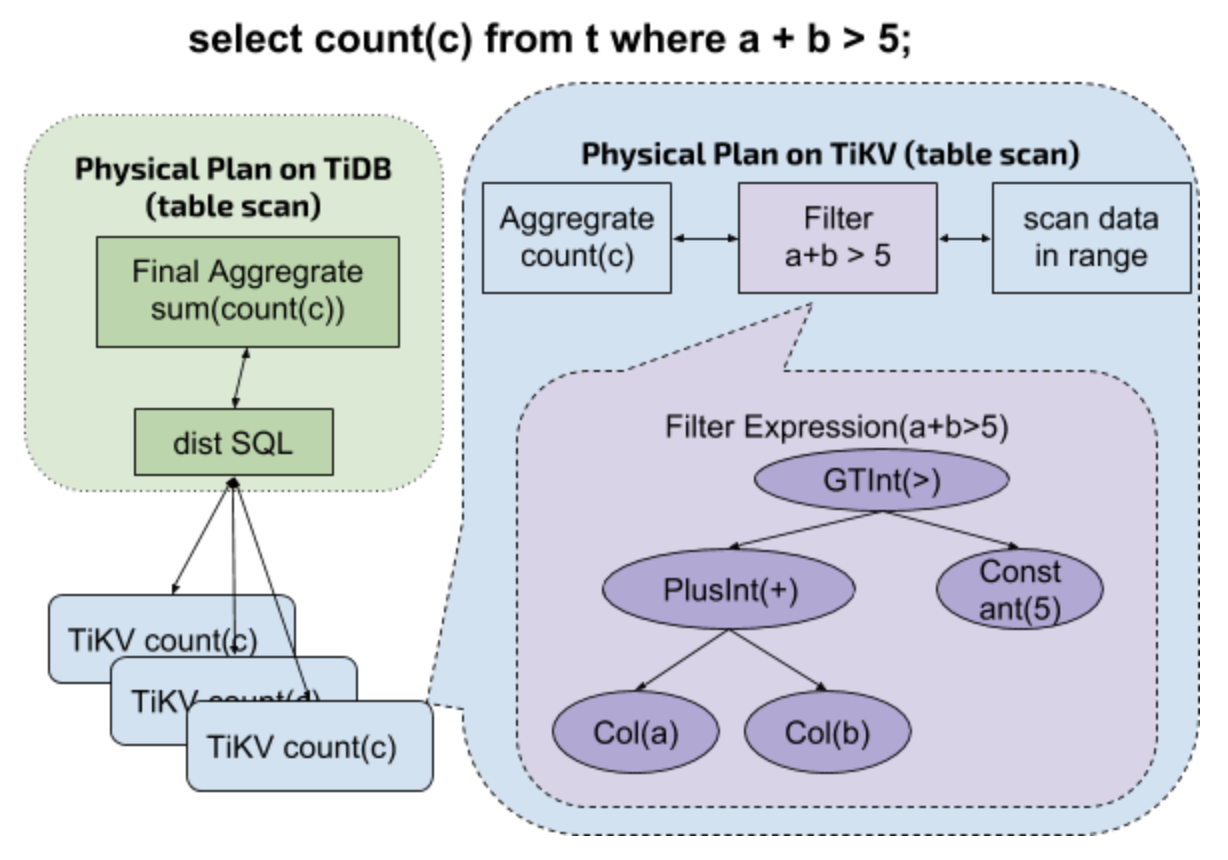 select count(c) from t where a + b > 5;
Physical Plan on TiDB
(table scan)
Final Aggregrate
sum(count(c))
dist SQL
TiKV count(c)
TiKV count(c)
TiKV count(c)
Physical Plan on TiKV (table scan)
Aggregrate
count(c)
Filter
a+b > 5
scan data
in range
Filter Expression(a+b>5)
GTInt(>)
PlusInt(+)
Const
ant(5)
Col(a)
Col(b)